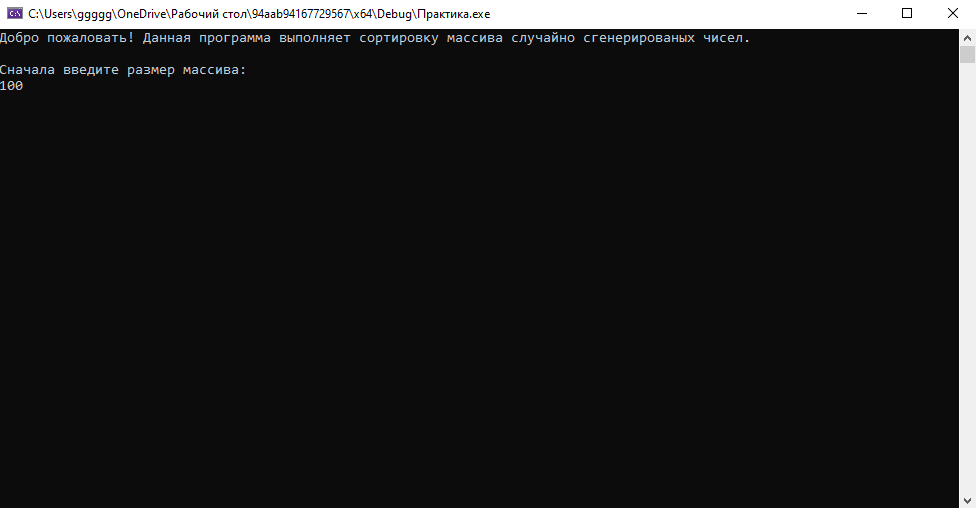 C:\Users\ggggg\OneDrive\Рабочий стол\94aab94167729567\x64\Debug\Практика.exe
Добро пожаловать! Данная программа выполняет сортировку массива случайно сгенерированых чисел.
Сначала введите размер массива:
100